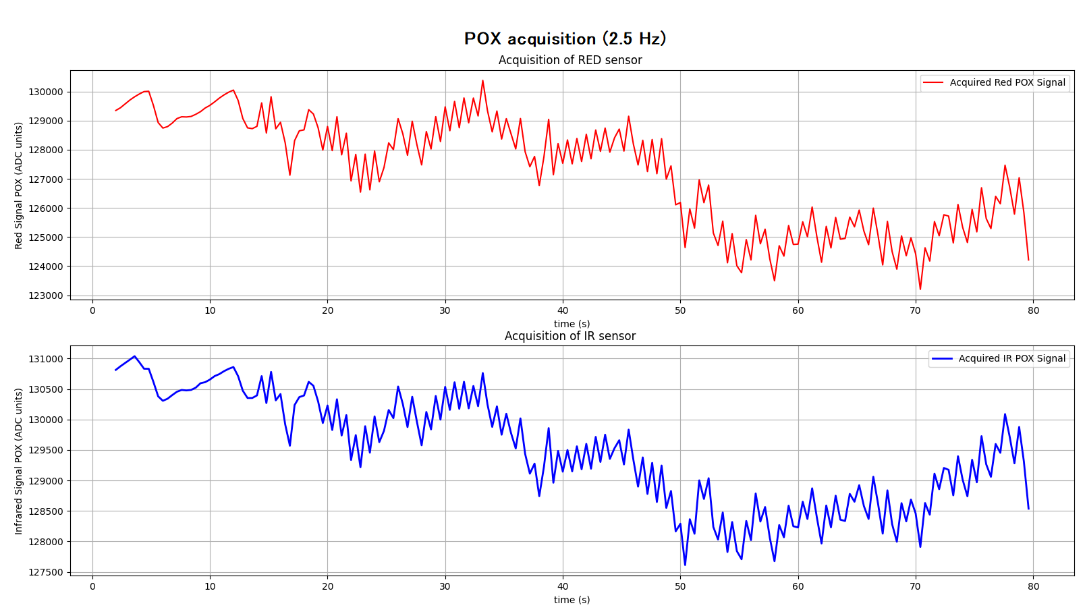 POX acquisition (2.5 Hz)
Acquisition of RED sensor
Acquired Red POX Signal
Red Signal POX (ADC units)
130000
129000
128000
127000
126000
125000
124000
123000
0 10 20 30 40 50 60 70 80
time (s)
Acquisition of IR sensor
Acquired IR POX Signal
Infrared Signal POX (ADC units)
131000
130500
130000
129500
129000
128500
128000
127500
0 10 20 30 40 50 60 70 80
time (s)